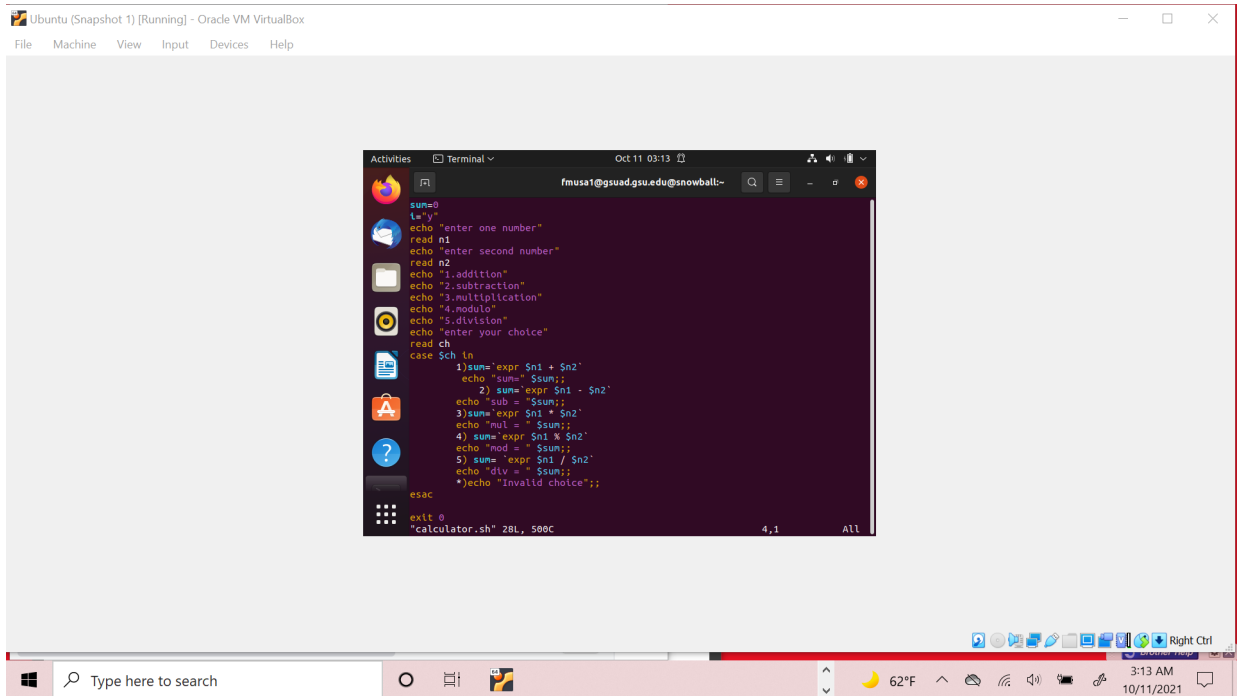 Ubuntu (Snapshot 1) [Running] - Oracle VM VirtualBox
File Machine View Input Devices Help
Activities Terminal Oct 11 03:13
fmusa1@gsuad.gsu.edu@snowball:~
sum=0
i="y"
echo "enter one number"
read n1
echo "enter second number"
read n2
echo "1.addition"
echo "2.subtraction"
echo "3.multiplication"
echo "4.modulo"
echo "5.division"
echo "enter your choice"
read ch
case $ch in
1)sum=`expr $n1 + $n2`
echo "sum=" $sum;;
2) sum=`expr $n1 - $n2`
echo "sub = "$sum;;
3)sum=`expr $n1 * $n2`
echo "mul = " $sum;;
4) sum=`expr $n1 % $n2`
echo "mod = " $sum;;
5) sum= `expr $n1 / $n2`
echo "div = " $sum;;
*)echo "Invalid choice";;
esac
exit 0
"calculator.sh" 28L, 500C 4,1 All
Right Ctrl
Brother Help
Type here to search
62°F
3:13 AM
10/11/2021